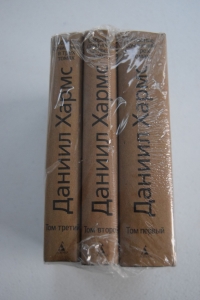 Даниил Хармс
Том третий
Даниил Хармс
Том второй
Даниил Хармс
Том первый